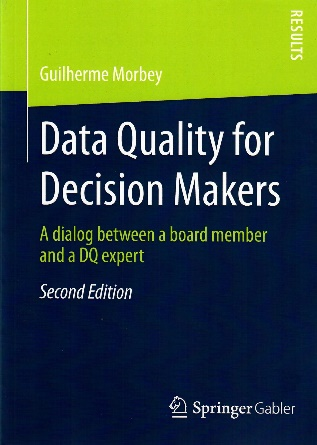 RESULTS
Guilherme Morbey
Data Quality for
Decision Makers
A dialog between a board member
and a DQ expert
Second Edition
Springer Gabler